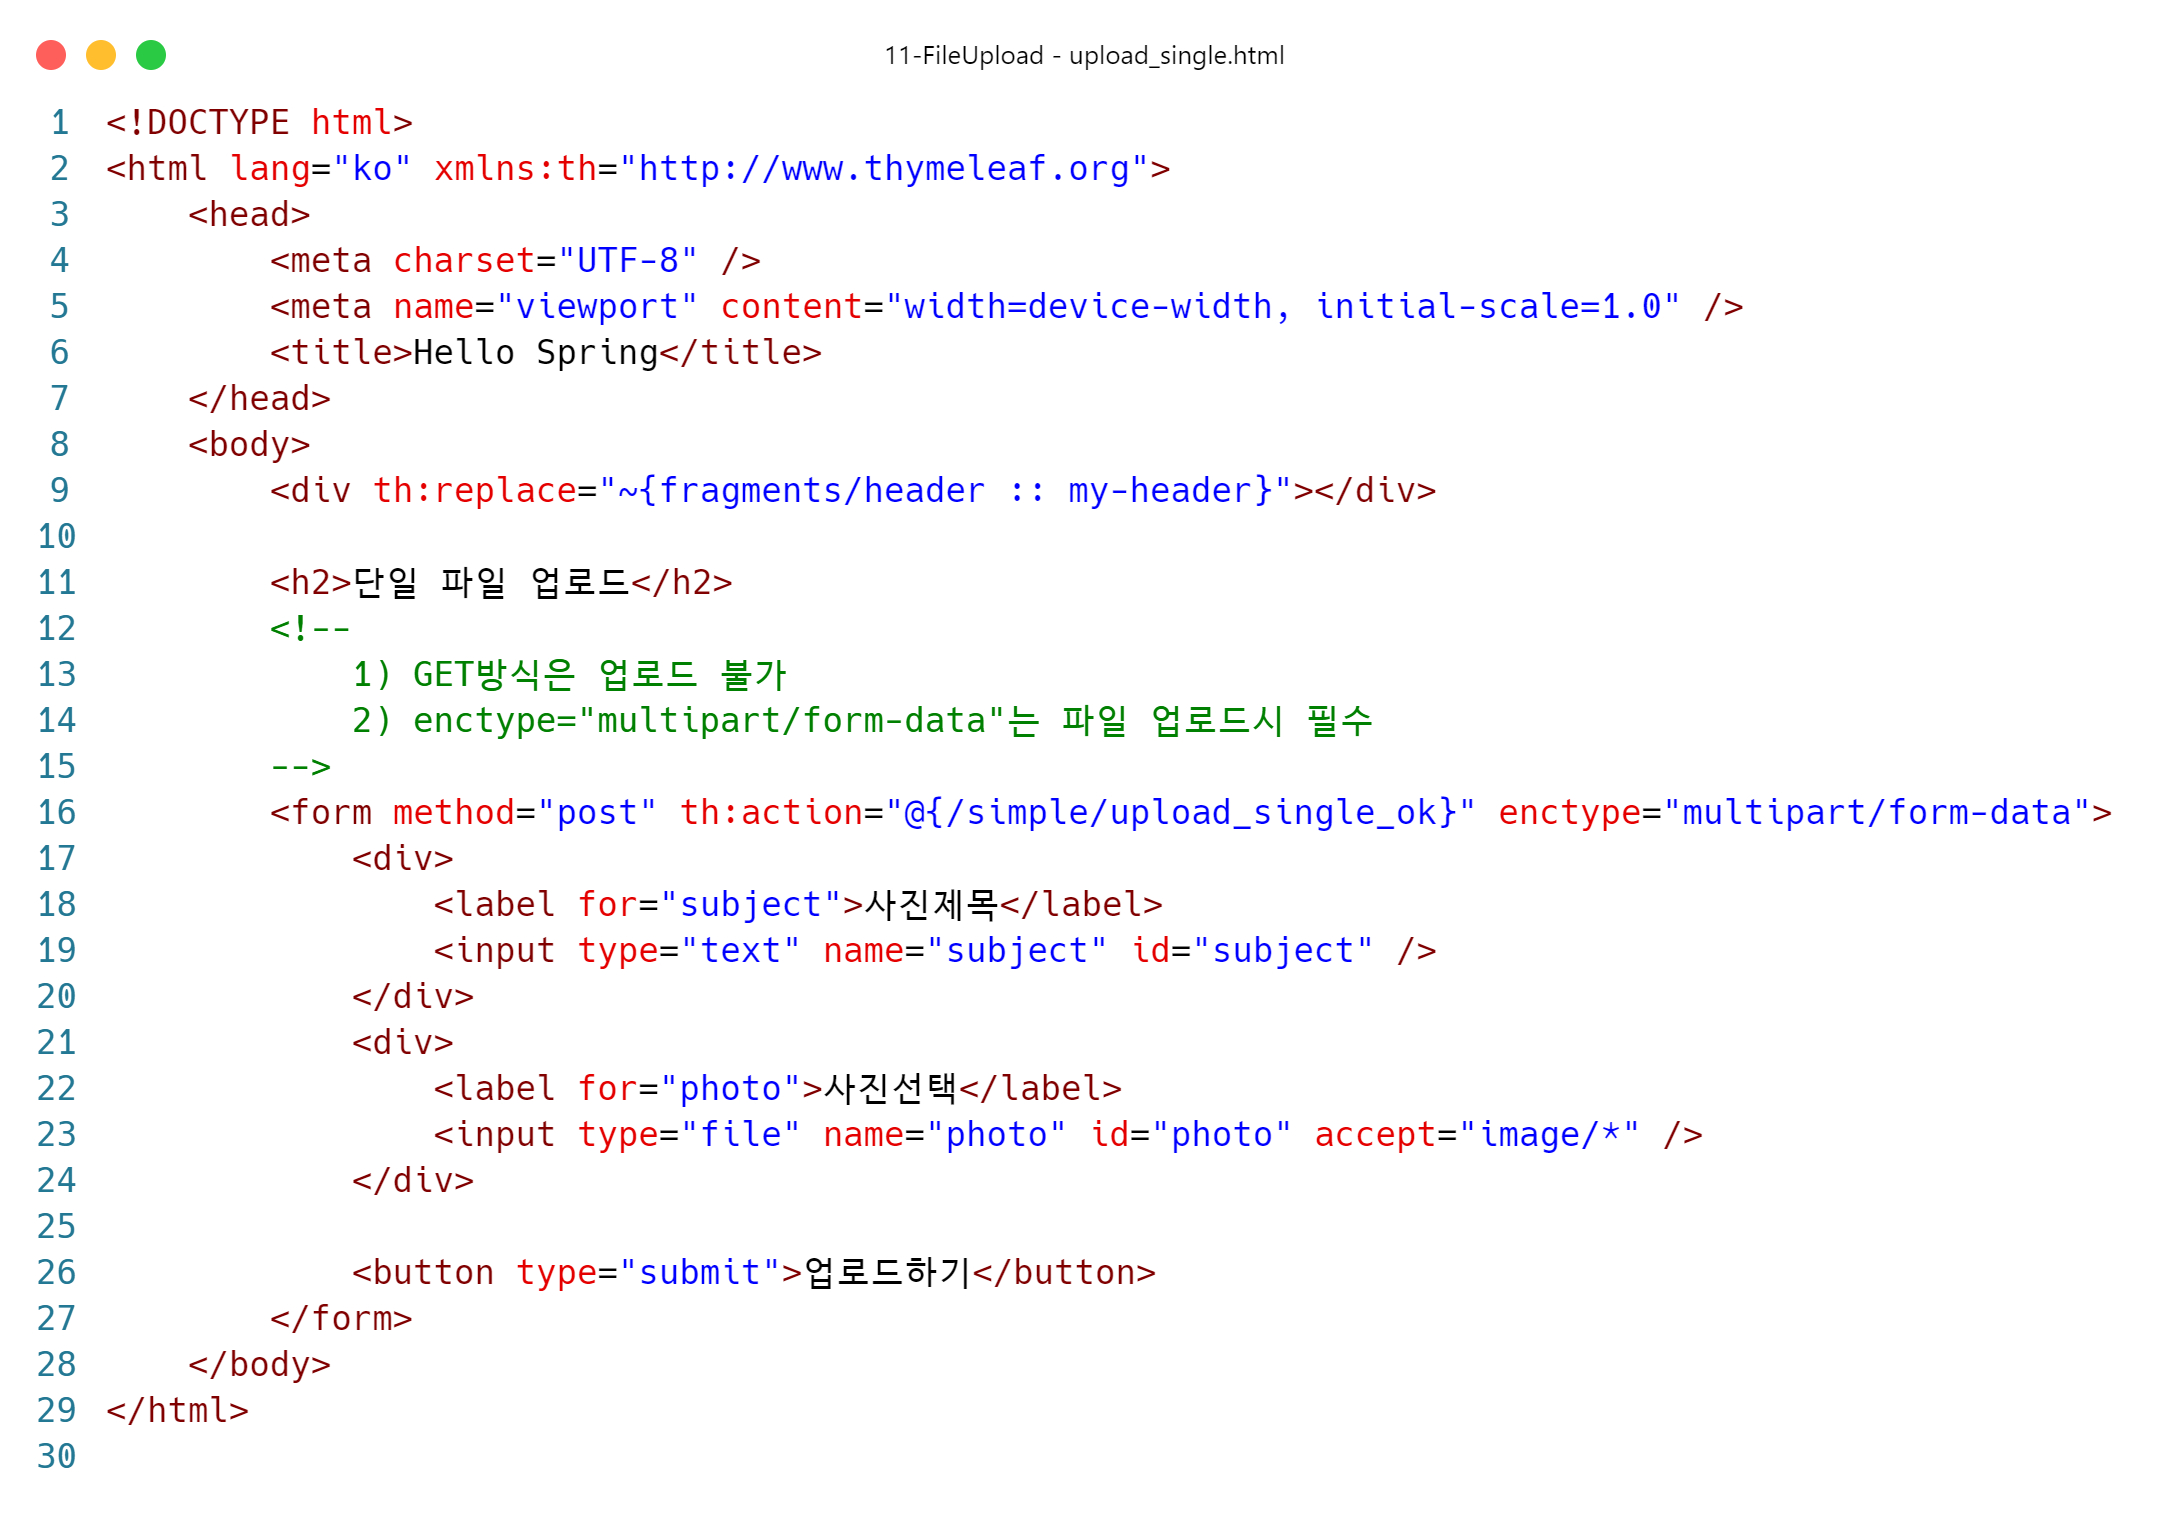 11-FileUpload - upload_single.html
1 <!DOCTYPE html>
2 <html lang="ko" xmlns:th="http://www.thymeleaf.org">
3     <head>
4         <meta charset="UTF-8" />
5         <meta name="viewport" content="width=device-width, initial-scale=1.0" />
6         <title>Hello Spring</title>
7     </head>
8     <body>
9         <div th:replace="~{fragments/header :: my-header}"></div>
10
11         <h2>단일 파일 업로드</h2>
12         <!--
13             1) GET방식은 업로드 불가
14             2) enctype="multipart/form-data"는 파일 업로드시 필수
15         -->
16         <form method="post" th:action="@{/simple/upload_single_ok}" enctype="multipart/form-data">
17             <div>
18                 <label for="subject">사진제목</label>
19                 <input type="text" name="subject" id="subject" />
20             </div>
21             <div>
22                 <label for="photo">사진선택</label>
23                 <input type="file" name="photo" id="photo" accept="image/*" />
24             </div>
25
26             <button type="submit">업로드하기</button>
27         </form>
28     </body>
29 </html>
30